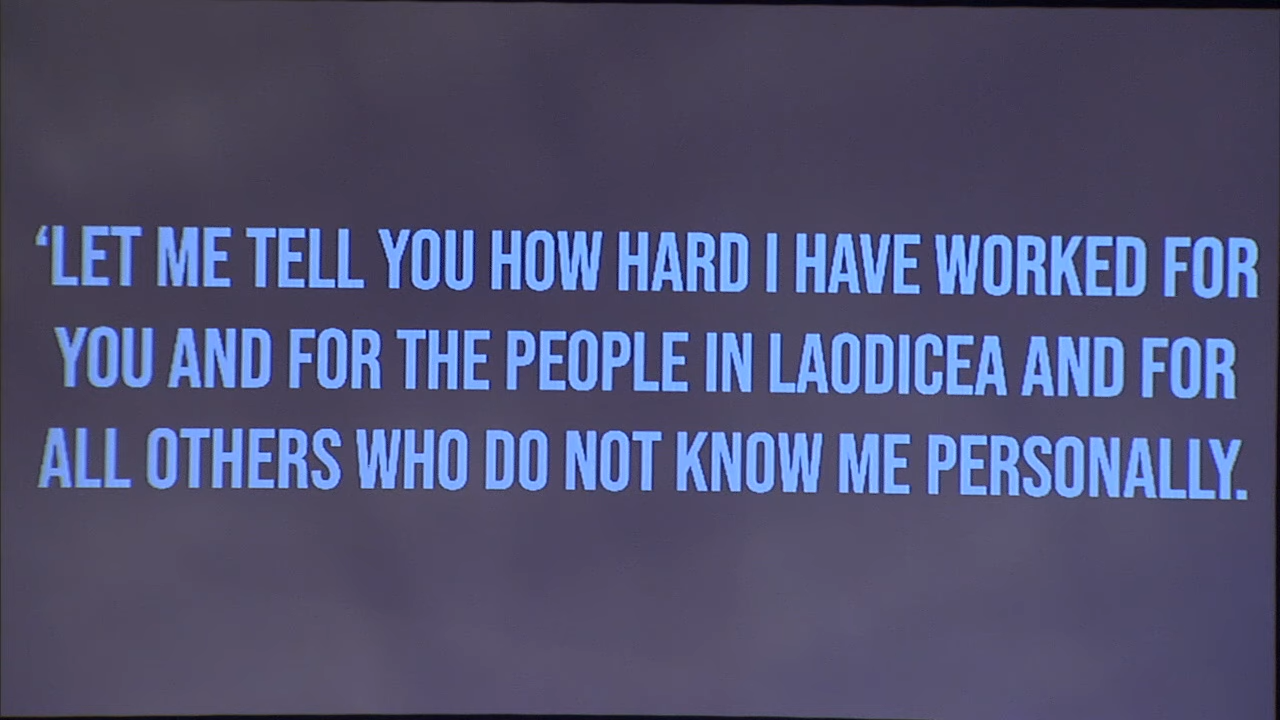 ‘LET ME TELL YOU HOW HARD I HAVE WORKED FOR
YOU AND FOR THE PEOPLE IN LAODICEA AND FOR
ALL OTHERS WHO DO NOT KNOW ME PERSONALLY.